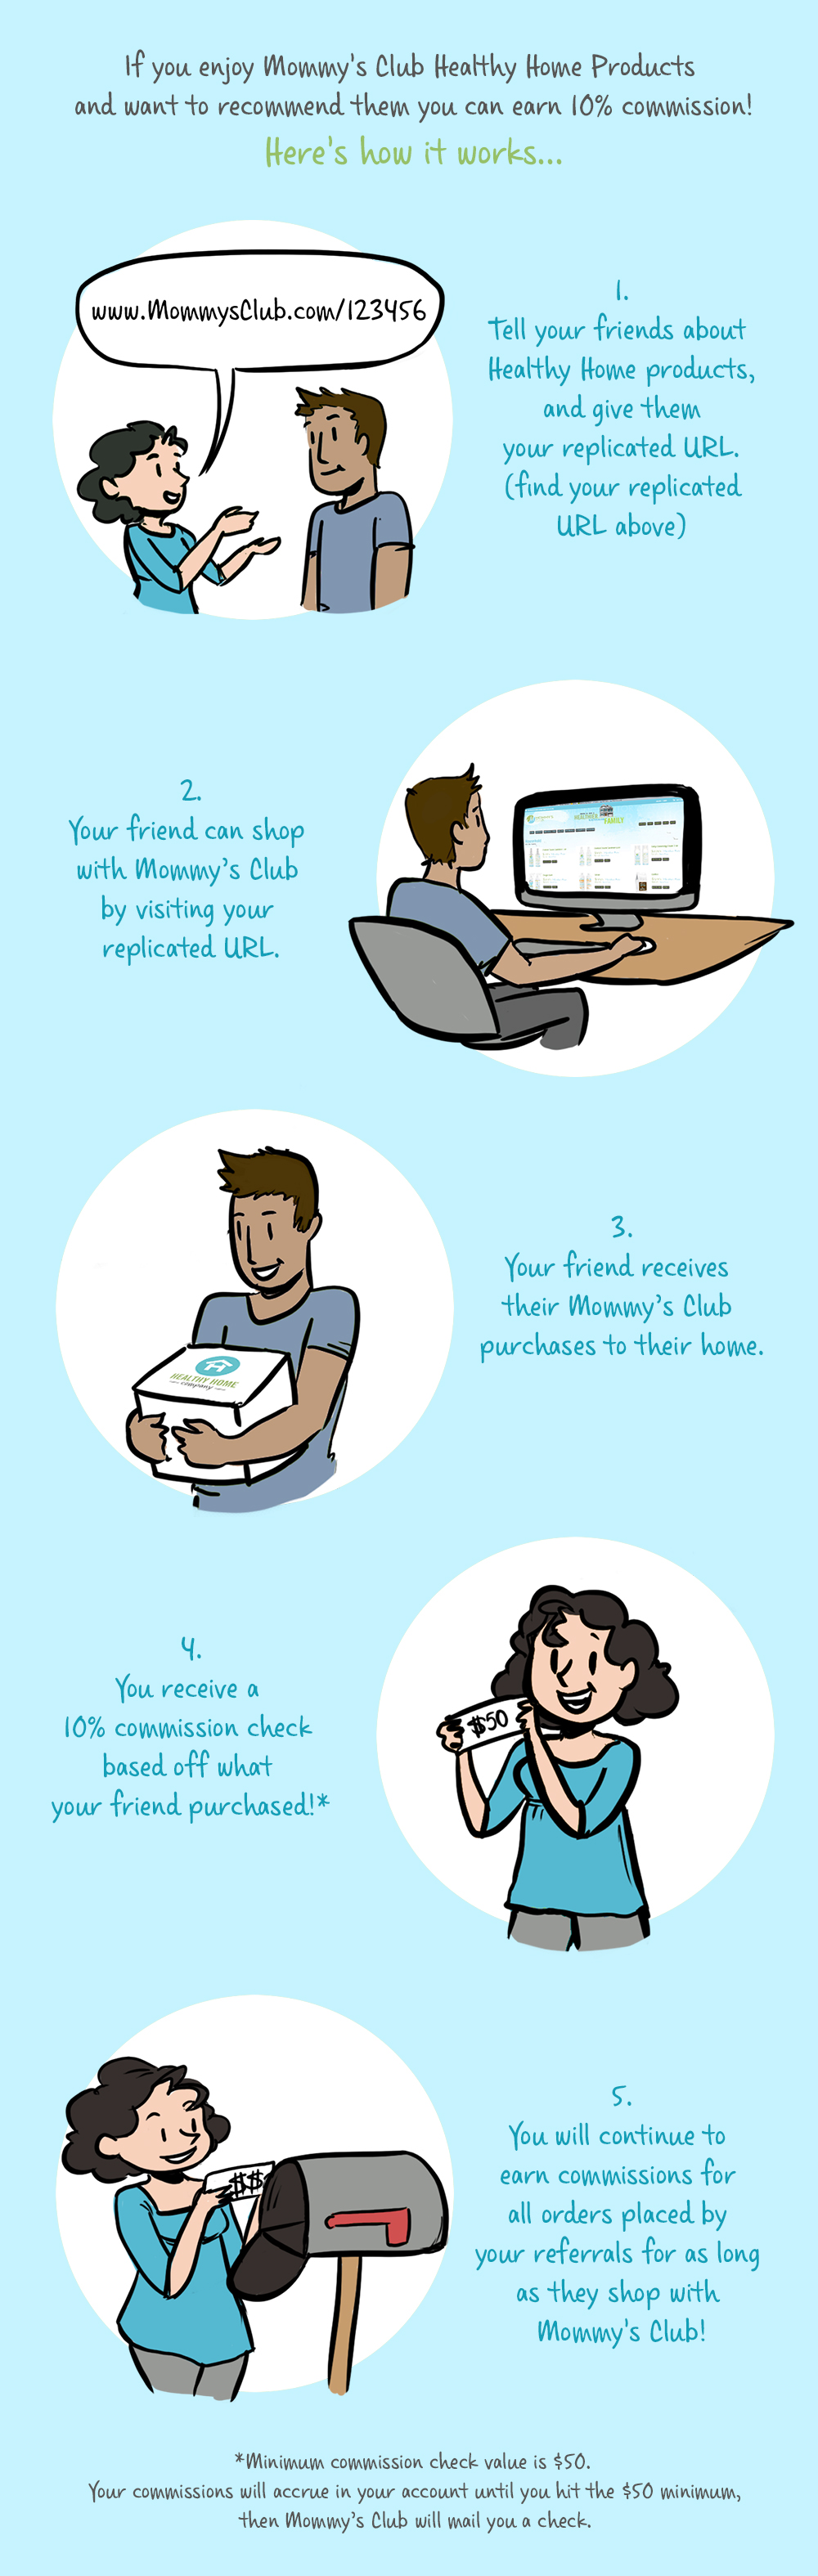 If you enjoy Mommy's Club Healthy Home Products
and want to recommend them you can earn 10% commission!
Here's how it works...
www.MommysClub.com/123456
1.
Tell your friends about
Healthy Home products,
and give them
your replicated URL.
(find your replicated
URL above)
2.
Your friend can shop
with Mommy's Club
by visiting your
replicated URL.
HEALTHIER
FAMILY
3.
Your friend receives
their Mommy's Club
purchases to their home.
HEALTHY HOME
company
4.
You receive a
10% commission check
based off what
your friend purchased!*
$50
5.
You will continue to
earn commissions for
all orders placed by
your referrals for as long
as they shop with
Mommy's Club!
$$
*Minimum commission check value is $50.
Your commissions will accrue in your account until you hit the $50 minimum,
then Mommy's Club will mail you a check.